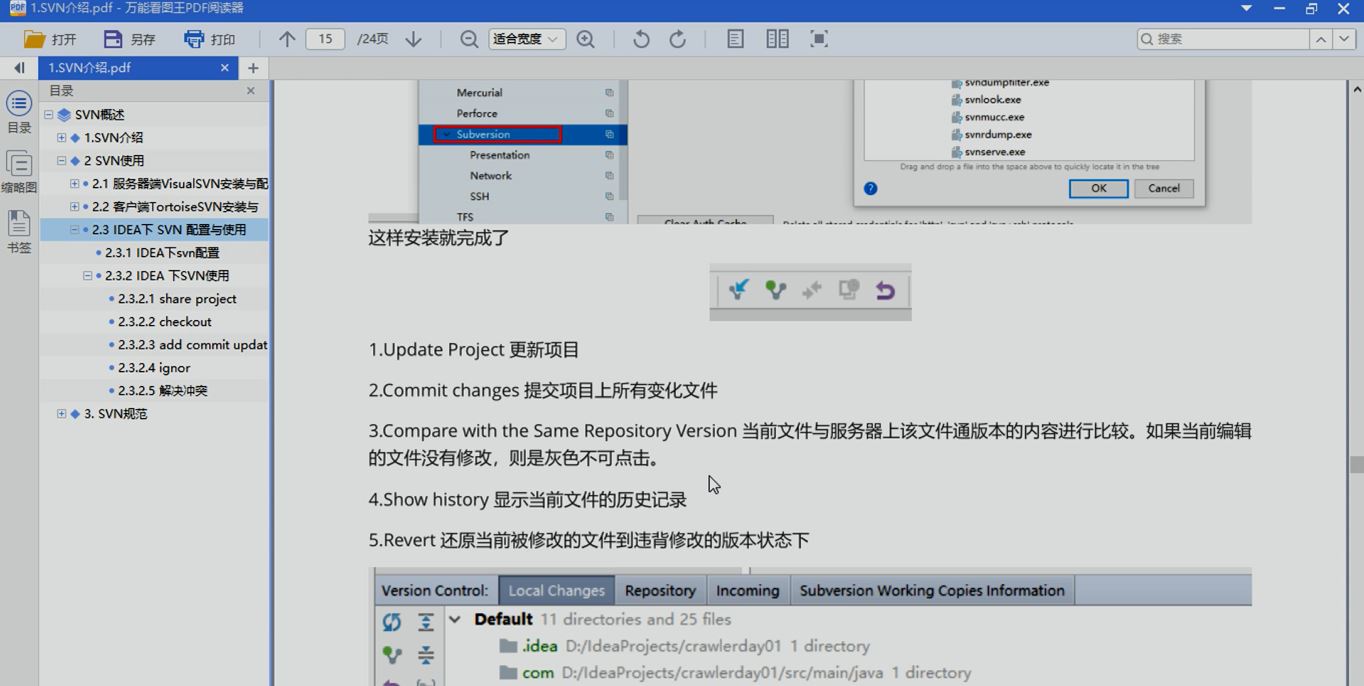 1.SVN介绍.pdf - 万能看图王PDF阅读器
打开 另存 打印 15 /24页 适合宽度 搜索
1.SVN介绍.pdf
目录
目录
缩略图
书签
SVN概述
1.SVN介绍
2 SVN使用
2.1 服务器端VisualSVN安装与配
2.2 客户端TortoiseSVN安装与
2.3 IDEA下 SVN 配置与使用
2.3.1 IDEA下svn配置
2.3.2 IDEA 下SVN使用
2.3.2.1 share project
2.3.2.2 checkout
2.3.2.3 add commit updat
2.3.2.4 ignor
2.3.2.5 解决冲突
3. SVN规范
Mercurial
Perforce
Subversion
Presentation
Network
SSH
TFS
svndumpfilter.exe
svnlook.exe
svnmucc.exe
svnrdump.exe
svnserve.exe
Drag and drop a file into the space above to quickly locate it in the tree
OK Cancel
Clear Auth Cache
这样安装就完成了
1.Update Project 更新项目
2.Commit changes 提交项目上所有变化文件
3.Compare with the Same Repository Version 当前文件与服务器上该文件通版本的内容进行比较。如果当前编辑
的文件没有修改，则是灰色不可点击。
4.Show history 显示当前文件的历史记录
5.Revert 还原当前被修改的文件到违背修改的版本状态下
Version Control: Local Changes Repository Incoming Subversion Working Copies Information
Default 11 directories and 25 files
.idea D:/IdeaProjects/crawlerday01 1 directory
com D:/IdeaProjects/crawlerday01/src/main/java 1 directory